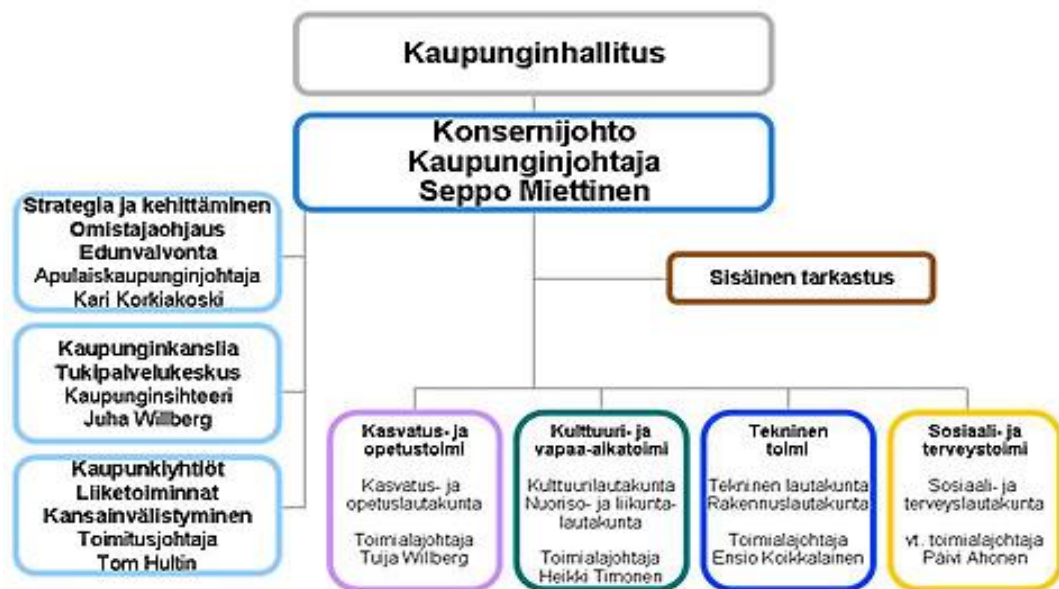 Kaupunginhallitus
Konsernijohto
Kaupunginjohtaja
Seppo Miettinen
Strategia ja kehittäminen
Omistajaohjaus
Edunvalvonta
Apulaiskaupunginjohtaja
Kari Korkiakoski
Sisäinen tarkastus
Kaupunginkanslia
Tukipalvelukeskus
Kaupunginsihteeri
Juha Willberg
Kaupunkiyhtiöt
Liiketoiminnat
Kansainvälistyminen
Toimitusjohtaja
Tom Hultin
Kasvatus- ja
opetustoimi
Kasvatus- ja
opetuslautakunta
Toimialajohtaja
Tuija Willberg
Kulttuuri- ja
vapaa-aikatoimi
Kulttuurilautakunta
Nuoriso- ja liikunta-
lautakunta
Toimialajohtaja
Heikki Timonen
Tekninen
toimi
Tekninen lautakunta
Rakennuslautakunta
Toimialajohtaja
Ensio Koikkalainen
Sosiaali- ja
terveystoimi
Sosiaali- ja
terveyslautakunta
vt. toimialajohtaja
Päivi Ahonen